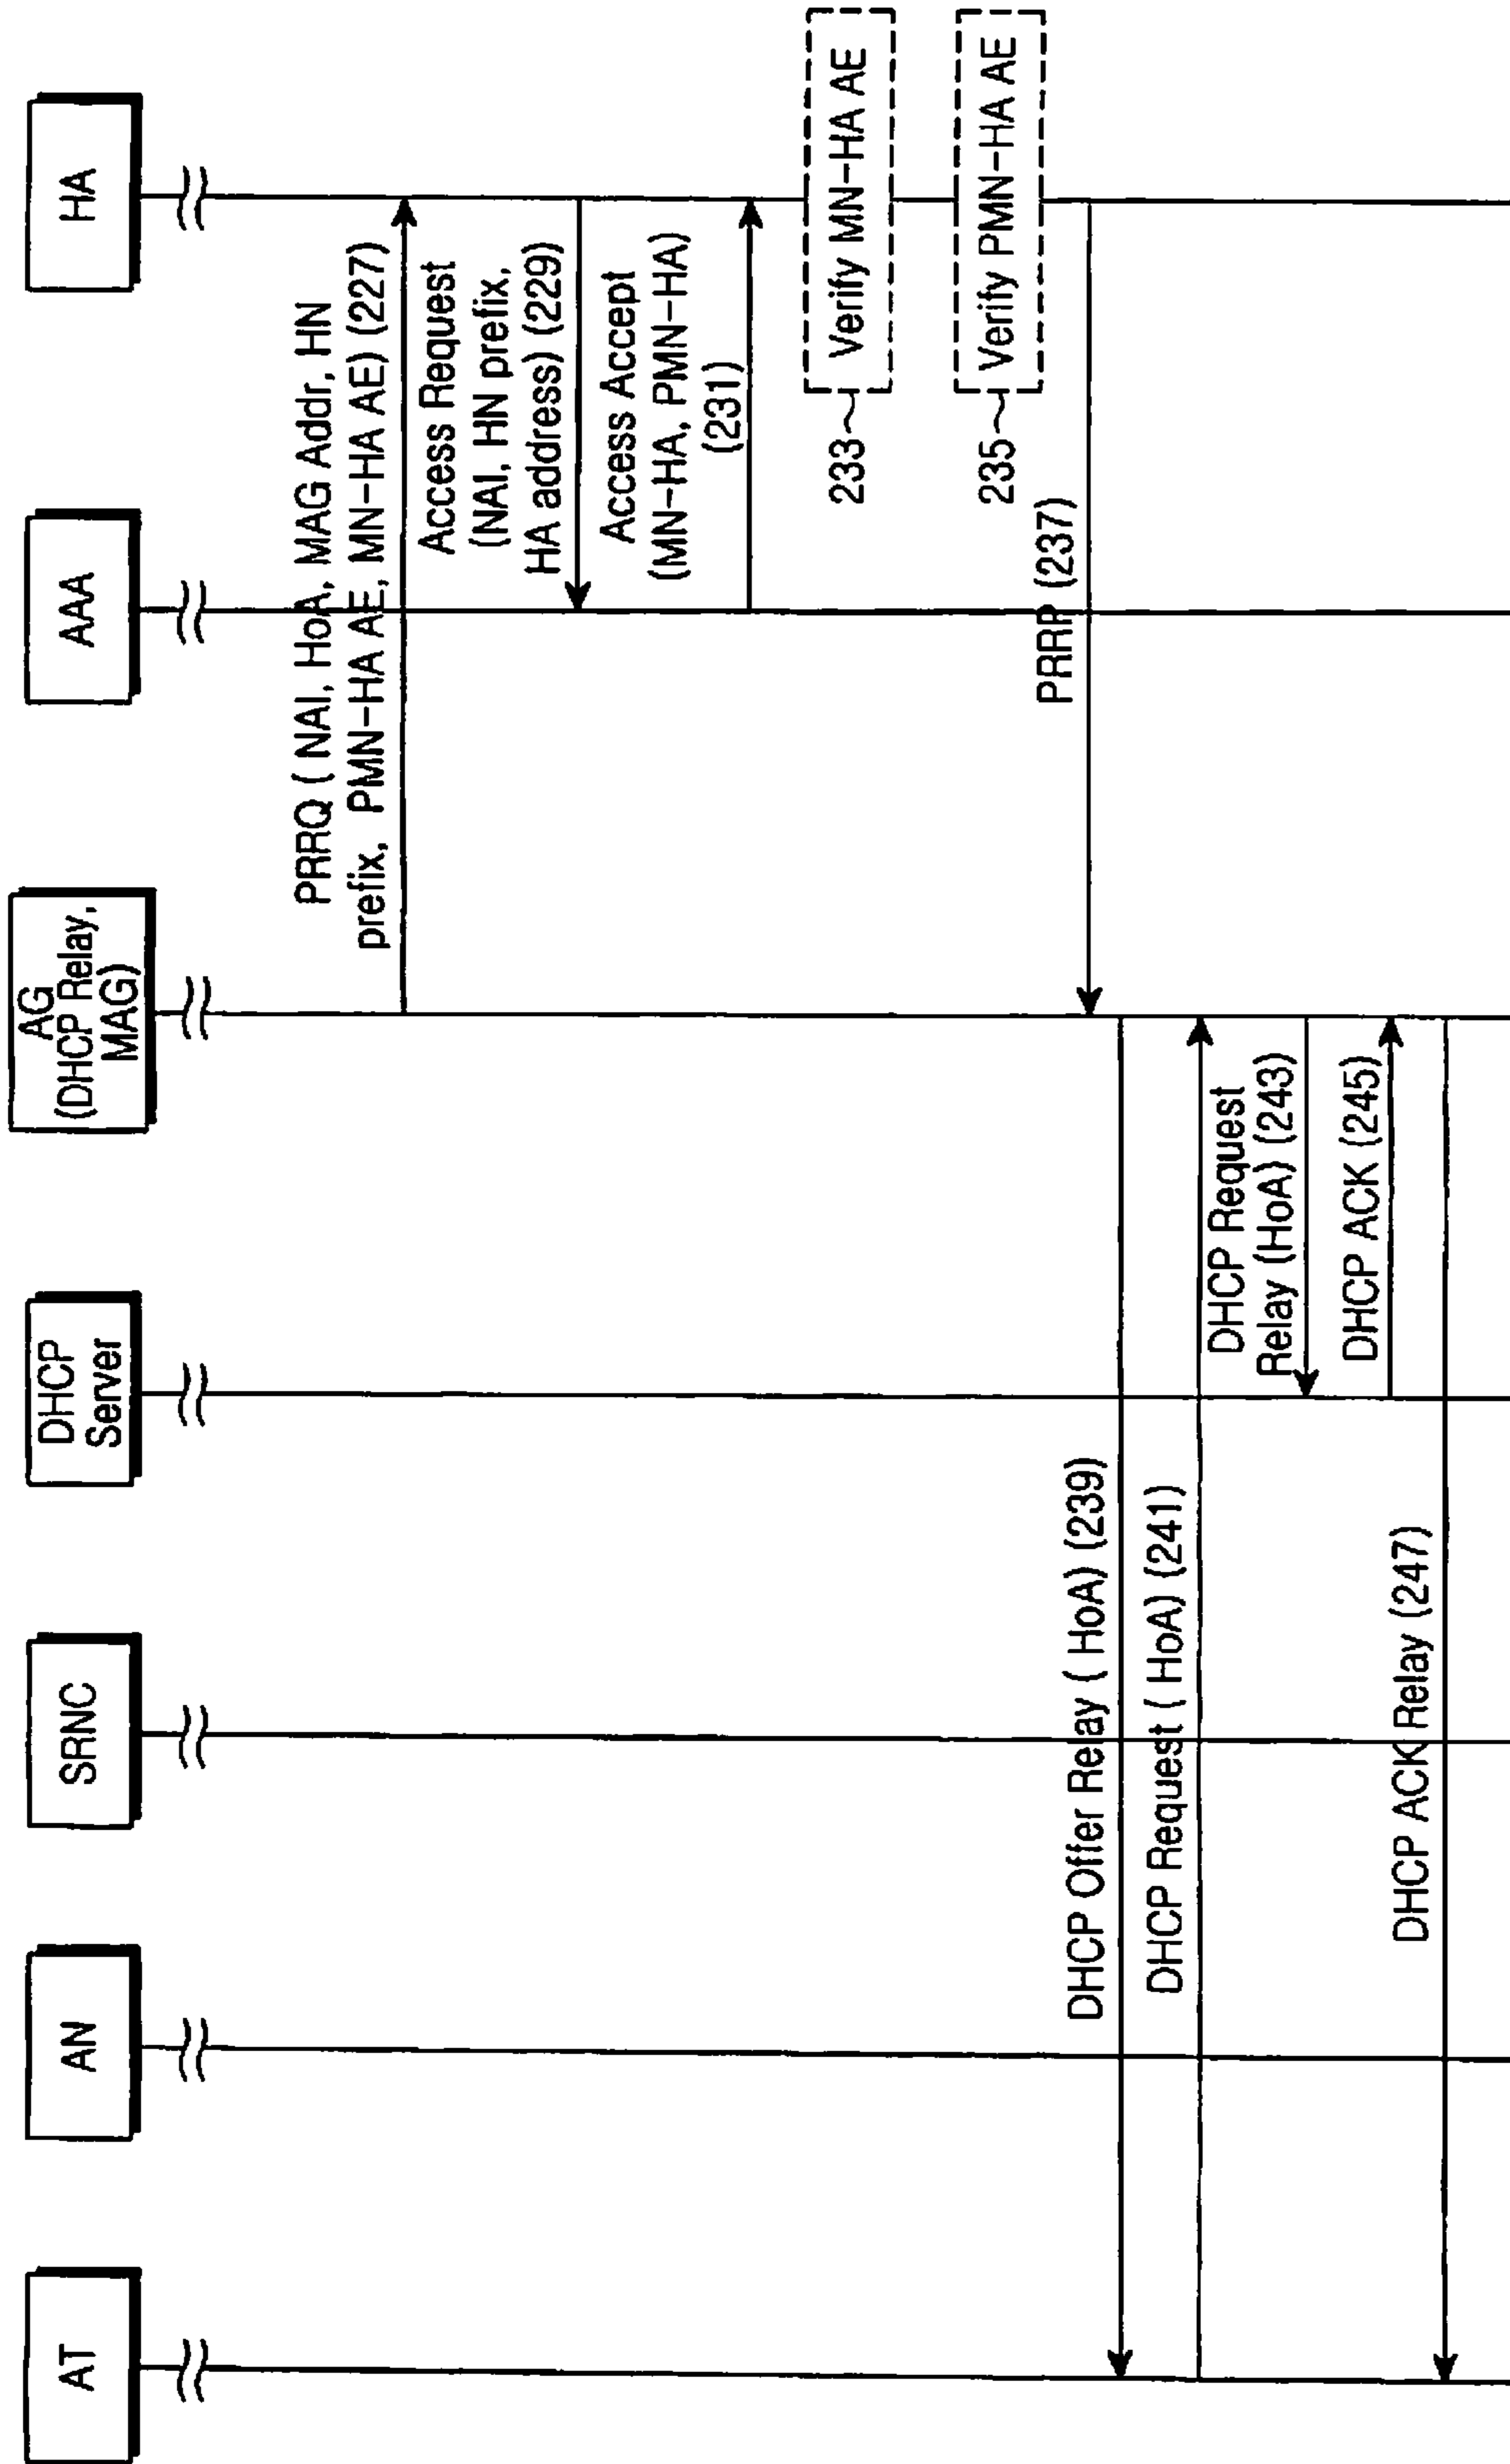 AT
AN
SRNC
DHCP
Server
AG
(DHCP Relay,
MAG)
AAA
HA
PRRQ ( NAI, HoA, MAG Addr, HN
prefix, PMN-HA AE, MN-HA AE) (227)
Access Request
(NAI, HN prefix,
HA address) (229)
Access Accept
(MN-HA, PMN-HA)
(231)
233
Verify MN-HA AE
235
Verify PMN-HA AE
PRRP (237)
DHCP Offer Relay ( HoA) (239)
DHCP Request ( HoA) (241)
DHCP Request
Relay (HoA) (243)
DHCP ACK (245)
DHCP ACK Relay (247)